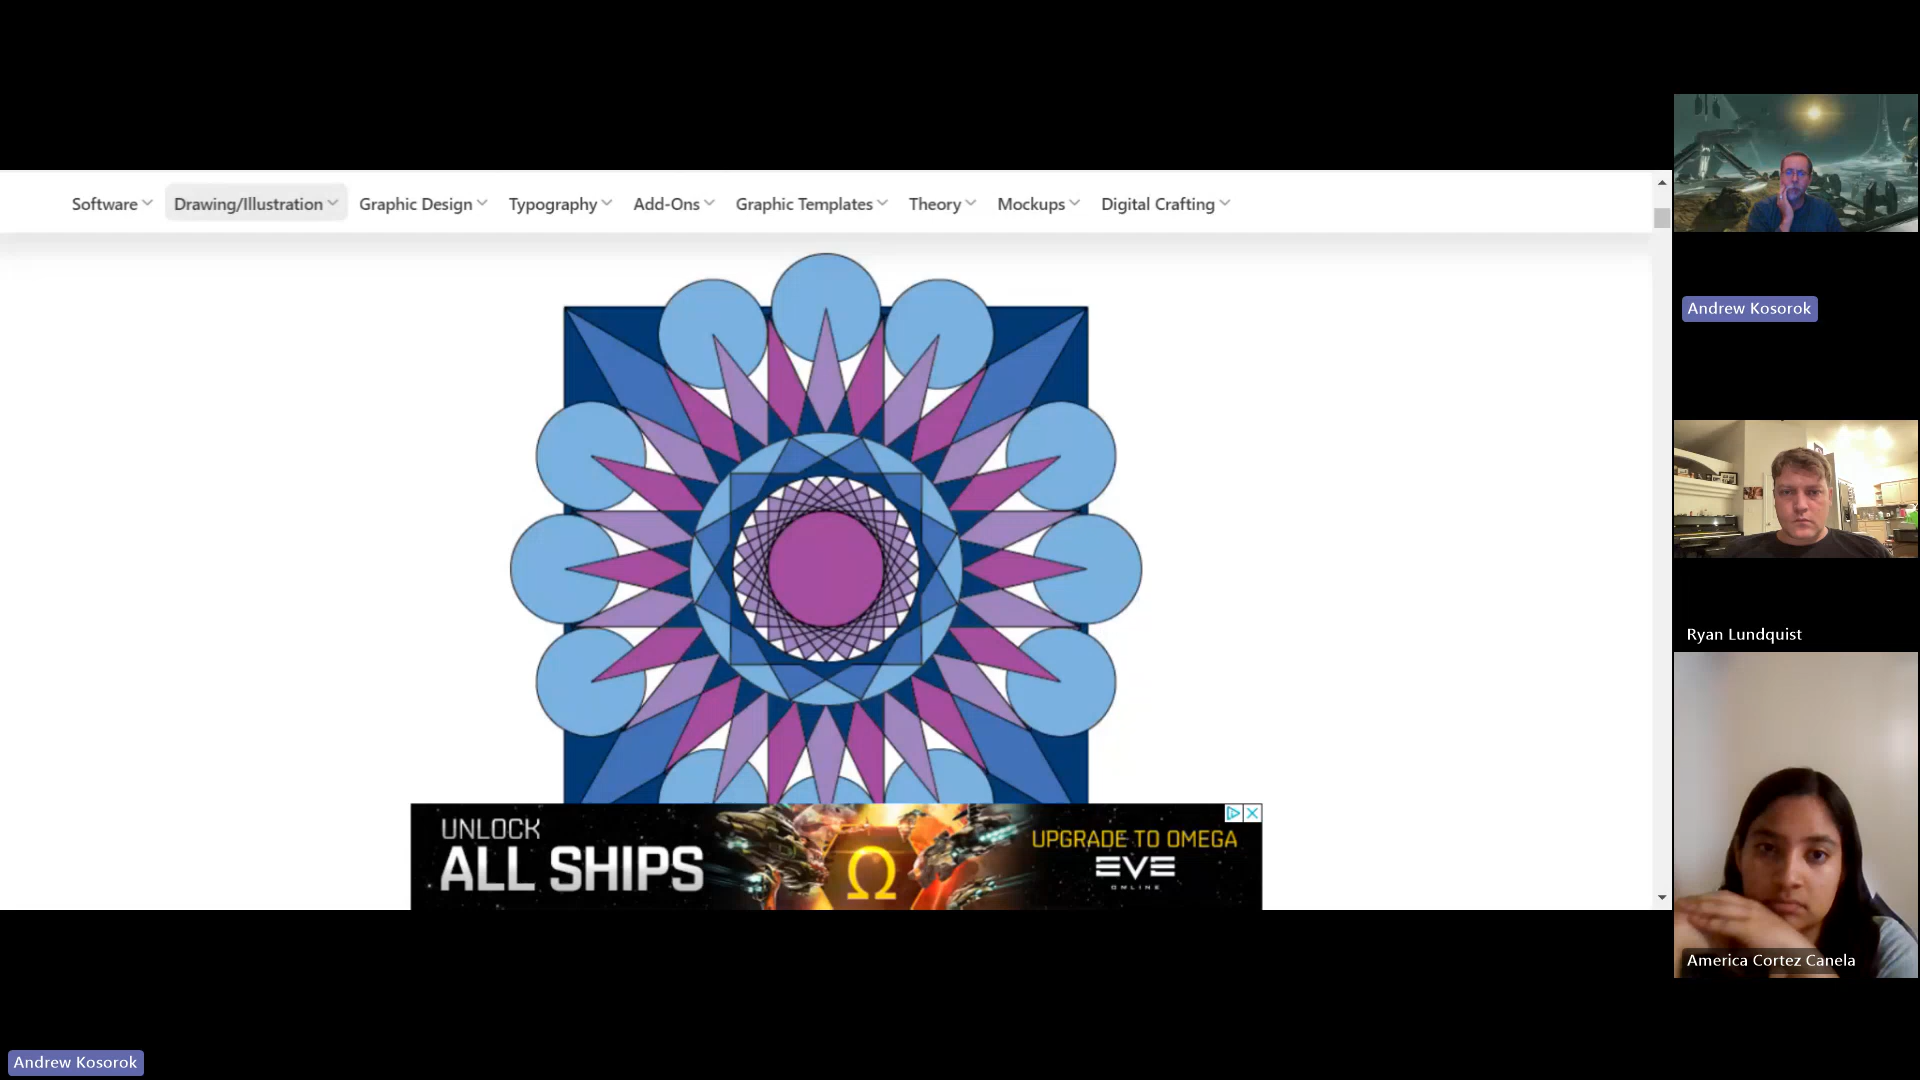 Software
Drawing/Illustration
Graphic Design
Typography
Add-Ons
Graphic Templates
Theory
Mockups
Digital Crafting
Andrew Kosorok
Ryan Lundquist
America Cortez Canela
UNLOCK
ALL SHIPS
Ω
UPGRADE TO OMEGA
EVE
ONLINE
Andrew Kosorok